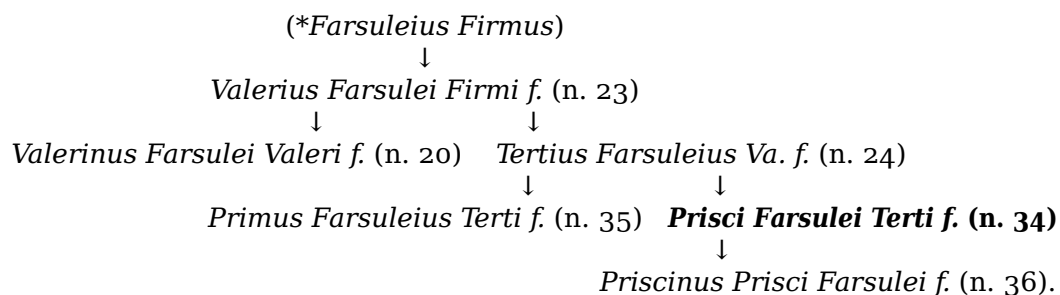 (*Farsuleius Firmus)
↓
Valerius Farsulei Firmi f. (n. 23)
↓ ↓
Valerinus Farsulei Valeri f. (n. 20) Tertius Farsuleius Va. f. (n. 24)
↓ ↓
Primus Farsuleius Terti f. (n. 35) Prisci Farsulei Terti f. (n. 34)
↓
Priscinus Prisci Farsulei f. (n. 36).